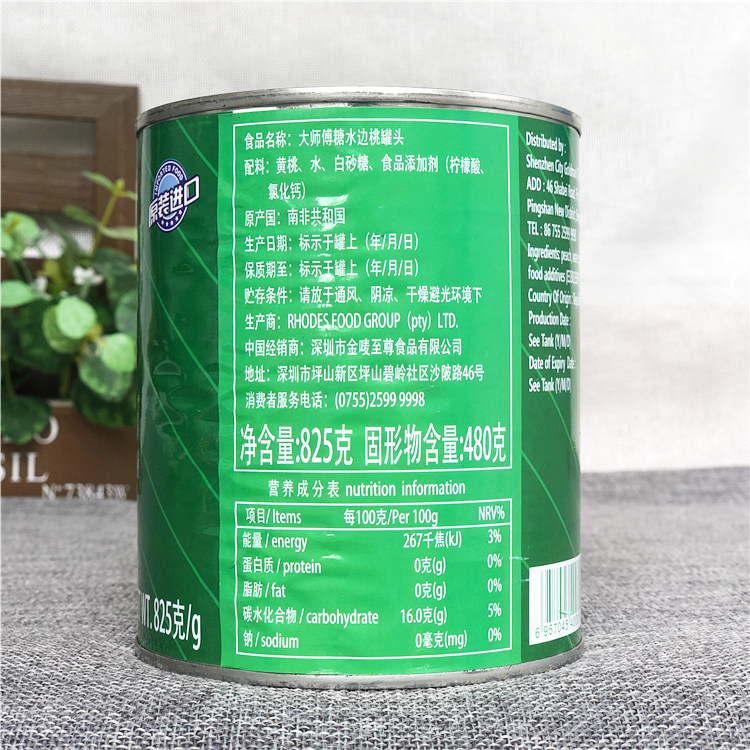 食品名称：大师傅糖水边桃罐头
配料：黄桃、水、白砂糖、食品添加剂（柠檬酸、
氯化钙）
原产国：南非共和国
生产日期：标示于罐上（年/月/日）
保质期至：标示于罐上（年/月/日）
贮存条件：请放于通风、阴凉、干燥避光环境下
生产商：RHODES FOOD GROUP（pty）LTD.
中国经销商：深圳市金唛至尊食品有限公司
地址：深圳市坪山新区坪山碧岭社区沙陂路46号
消费者服务电话：（0755)2599 9998
净含量:825克 固形物含量:480克
营养成分表 nutrition information
项目/Items 每100克/Per 100g NRV%
能量/energy 267千焦(kJ) 3%
蛋白质/protein 0克(g) 0%
脂肪/fat 0克(g) 0%
碳水化合物/carbohydrate 16.0克(g) 5%
钠/sodium 0毫克(mg) 0%
原装进口
WT. 825克/g
Distributed by :
Shenzhen City
ADD : 46 Shabei Road,
Pingshan New
TEL : 86 755 2599 9998
Ingredients: peach,
food additives
Country Of Origin:
Production Date :
See Tank (Y/M/D)
Date of Expiry Date :
See Tank (Y/M/D)
SIL